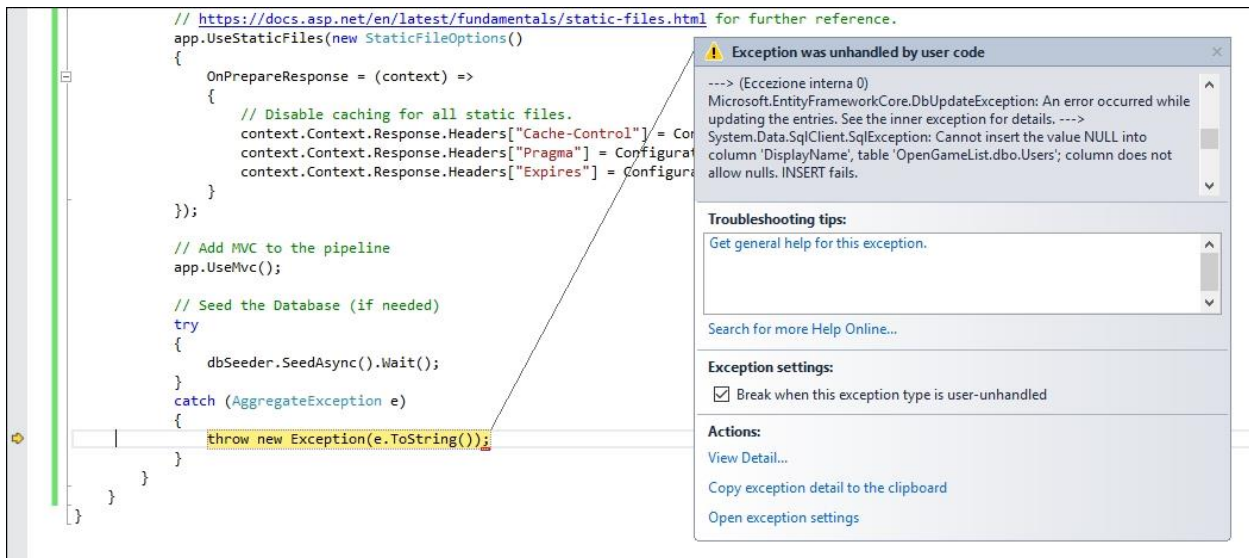 // https://docs.asp.net/en/latest/fundamentals/static-files.html for further reference.
app.UseStaticFiles(new StaticFileOptions()
{
OnPrepareResponse = (context) =>
{
// Disable caching for all static files.
context.Context.Response.Headers["Cache-Control"] = Con
context.Context.Response.Headers["Pragma"] = Configurat
context.Context.Response.Headers["Expires"] = Configura
}
});
// Add MVC to the pipeline
app.UseMvc();
// Seed the Database (if needed)
try
{
dbSeeder.SeedAsync().Wait();
}
catch (AggregateException e)
{
throw new Exception(e.ToString());
}
}
}
}
Exception was unhandled by user code
---> (Eccezione interna 0)
Microsoft.EntityFrameworkCore.DbUpdateException: An error occurred while
updating the entries. See the inner exception for details. --->
System.Data.SqlClient.SqlException: Cannot insert the value NULL into
column 'DisplayName', table 'OpenGameList.dbo.Users'; column does not
allow nulls. INSERT fails.
Troubleshooting tips:
Get general help for this exception.
Search for more Help Online...
Exception settings:
Break when this exception type is user-unhandled
Actions:
View Detail...
Copy exception detail to the clipboard
Open exception settings